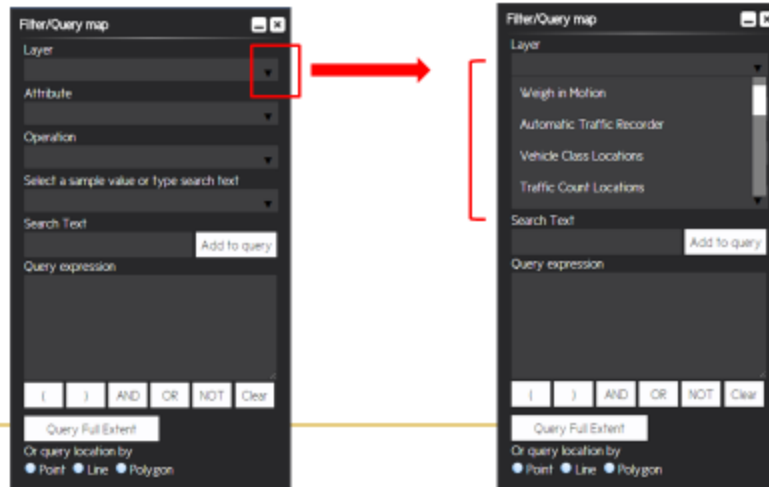 Filter/Query map
Layer
Attribute
Operation
Select a sample value or type search text
Search Text
Add to query
Query expression
( ) AND OR NOT Clear
Query Full Extent
Or query location by
Point Line Polygon
Filter/Query map
Layer
Weigh in Motion
Automatic Traffic Recorder
Vehicle Class Locations
Traffic Count Locations
Search Text
Add to query
Query expression
( ) AND OR NOT Clear
Query Full Extent
Or query location by
Point Line Polygon